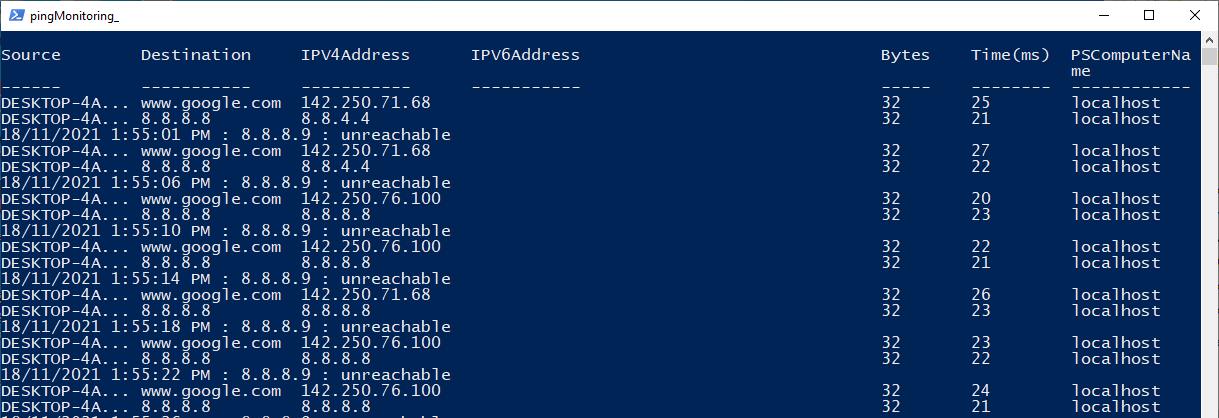 pingMonitoring_
Source Destination IPV4Address IPV6Address Bytes Time(ms) PSComputerNa
me
------ ----------- ----------- ----------- ----- -------- ------------
DESKTOP-4A... www.google.com 142.250.71.68 32 25 localhost
DESKTOP-4A... 8.8.8.8 8.8.4.4 32 21 localhost
18/11/2021 1:55:01 PM : 8.8.8.9 : unreachable
DESKTOP-4A... www.google.com 142.250.71.68 32 27 localhost
DESKTOP-4A... 8.8.8.8 8.8.4.4 32 22 localhost
18/11/2021 1:55:06 PM : 8.8.8.9 : unreachable
DESKTOP-4A... www.google.com 142.250.76.100 32 20 localhost
DESKTOP-4A... 8.8.8.8 8.8.8.8 32 23 localhost
18/11/2021 1:55:10 PM : 8.8.8.9 : unreachable
DESKTOP-4A... www.google.com 142.250.76.100 32 22 localhost
DESKTOP-4A... 8.8.8.8 8.8.8.8 32 21 localhost
18/11/2021 1:55:14 PM : 8.8.8.9 : unreachable
DESKTOP-4A... www.google.com 142.250.71.68 32 26 localhost
DESKTOP-4A... 8.8.8.8 8.8.8.8 32 23 localhost
18/11/2021 1:55:18 PM : 8.8.8.9 : unreachable
DESKTOP-4A... www.google.com 142.250.76.100 32 23 localhost
DESKTOP-4A... 8.8.8.8 8.8.8.8 32 22 localhost
18/11/2021 1:55:22 PM : 8.8.8.9 : unreachable
DESKTOP-4A... www.google.com 142.250.76.100 32 24 localhost
DESKTOP-4A... 8.8.8.8 8.8.8.8 32 21 localhost